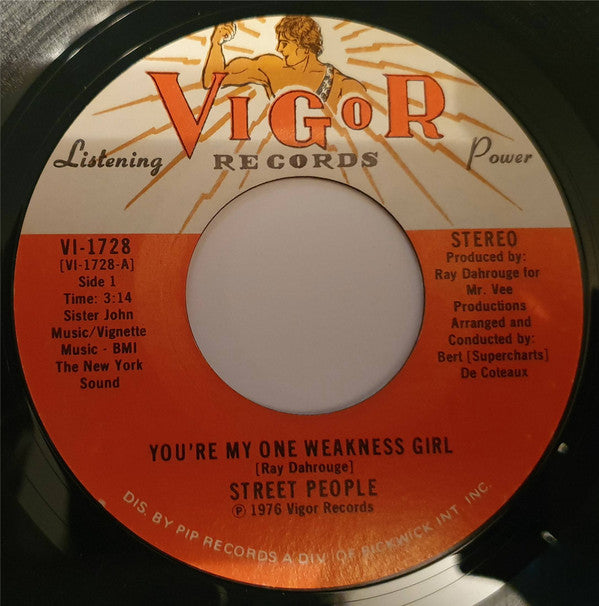 VIGOR
RECORDS
Listening
Power
VI-1728
[VI-1728-A]
Side 1
Time: 3:14
Sister John
Music/Vignette
Music - BMI
The New York
Sound
STEREO
Produced by:
Ray Dahrouge for
Mr. Vee
Productions
Arranged and
Conducted by:
Bert [Supercharts]
De Coteaux
YOU'RE MY ONE WEAKNESS GIRL
[Ray Dahrouge]
STREET PEOPLE
℗ 1976 Vigor Records
DIS. BY PIP RECORDS A DIV. OF PICKWICK INT. INC.